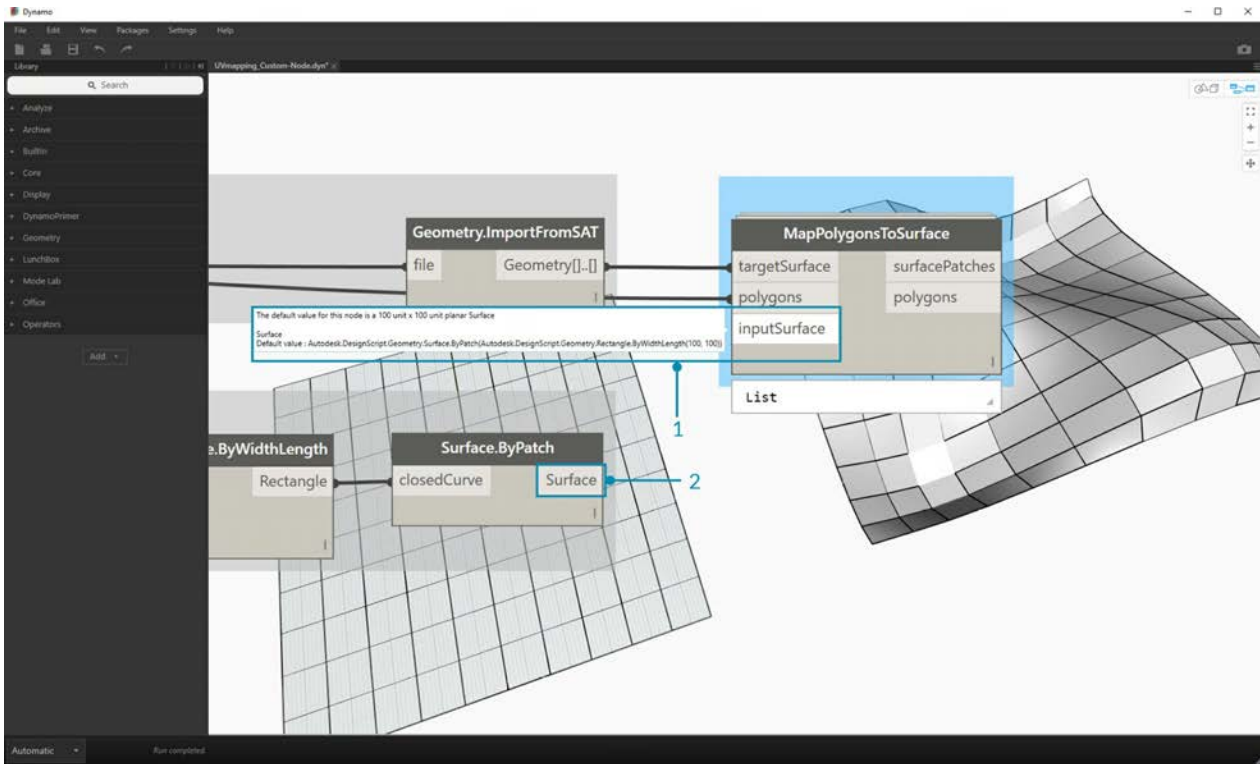 Dynamo
File Edit View Packages Settings Help
Library
UVmapping_Custom-Node.dyn*
Search
Analyze
Archive
BuiltIn
Core
Display
DynamoPrimer
Geometry
LunchBox
Mode Lab
Office
Operators
Add
Geometry.ImportFromSAT
file Geometry[]..[]
MapPolygonsToSurface
targetSurface surfacePatches
polygons polygons
inputSurface
List
The default value for this node is a 100 unit x 100 unit planar Surface
Surface
Default value : Autodesk.DesignScript.Geometry.Surface.ByPatch(Autodesk.DesignScript.Geometry.Rectangle.ByWidthLength(100, 100))
1
e.ByWidthLength
Rectangle
Surface.ByPatch
closedCurve Surface
2
Automatic
Run completed.